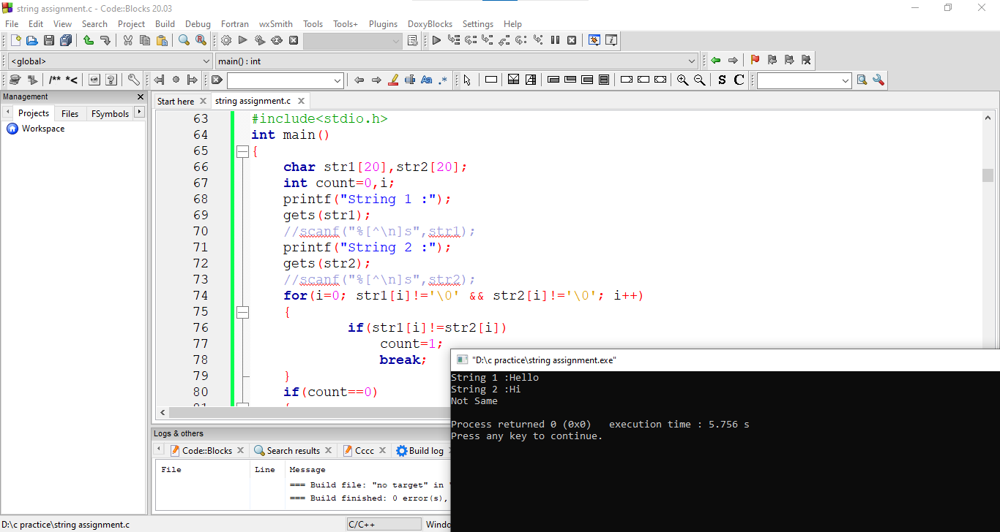 string assignment.c - Code::Blocks 20.03
File Edit View Search Project Build Debug Fortran wxSmith Tools Tools+ Plugins DoxyBlocks Settings Help
<global> main() : int
/** *< Aa .* S C
Management
Projects Files FSymbols
Workspace
Start here string assignment.c
63 #include<stdio.h>
64 int main()
65 {
66 char str1[20],str2[20];
67 int count=0,i;
68 printf("String 1 :");
69 gets(str1);
70 //scanf("%[^\n]s",str1);
71 printf("String 2 :");
72 gets(str2);
73 //scanf("%[^\n]s",str2);
74 for(i=0; str1[i]!='\0' && str2[i]!='\0'; i++)
75 {
76 if(str1[i]!=str2[i])
77 count=1;
78 break;
79 }
80 if(count==0)
81 {
"D:\c practice\string assignment.exe"
String 1 :Hello
String 2 :Hi
Not Same
Process returned 0 (0x0)   execution time : 5.756 s
Press any key to continue.
Logs & others
Code::Blocks Search results Cccc Build log
File Line Message
=== Build file: "no target" in
=== Build finished: 0 error(s),
D:\c practice\string assignment.c C/C++ Windo